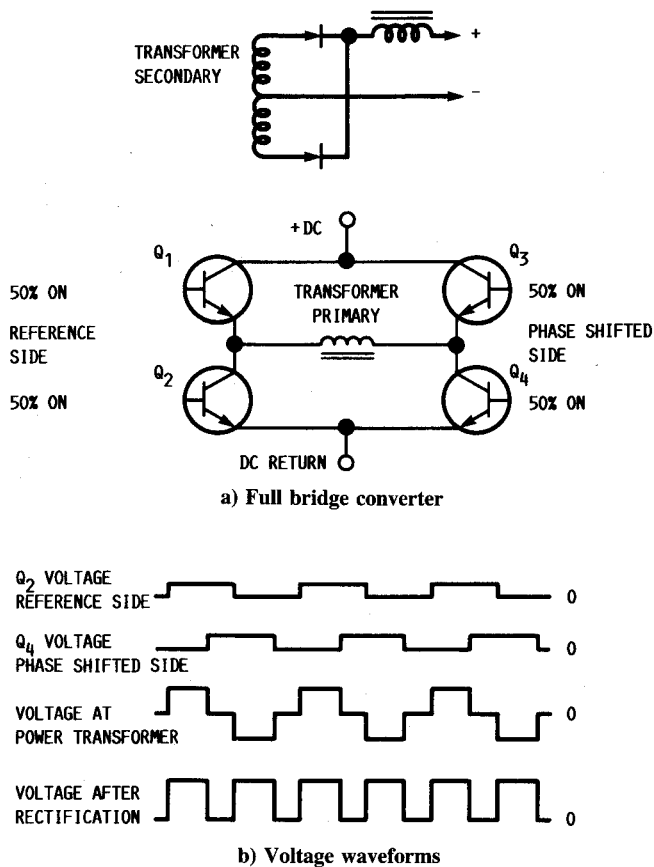 TRANSFORMER
SECONDARY
+
-
+DC
Q1
Q3
50% ON
TRANSFORMER
PRIMARY
50% ON
REFERENCE
SIDE
PHASE SHIFTED
SIDE
Q2
Q4
50% ON
50% ON
DC RETURN
a) Full bridge converter
Q2 VOLTAGE
REFERENCE SIDE
0
Q4 VOLTAGE
PHASE SHIFTED SIDE
0
VOLTAGE AT
POWER TRANSFORMER
0
VOLTAGE AFTER
RECTIFICATION
0
b) Voltage waveforms